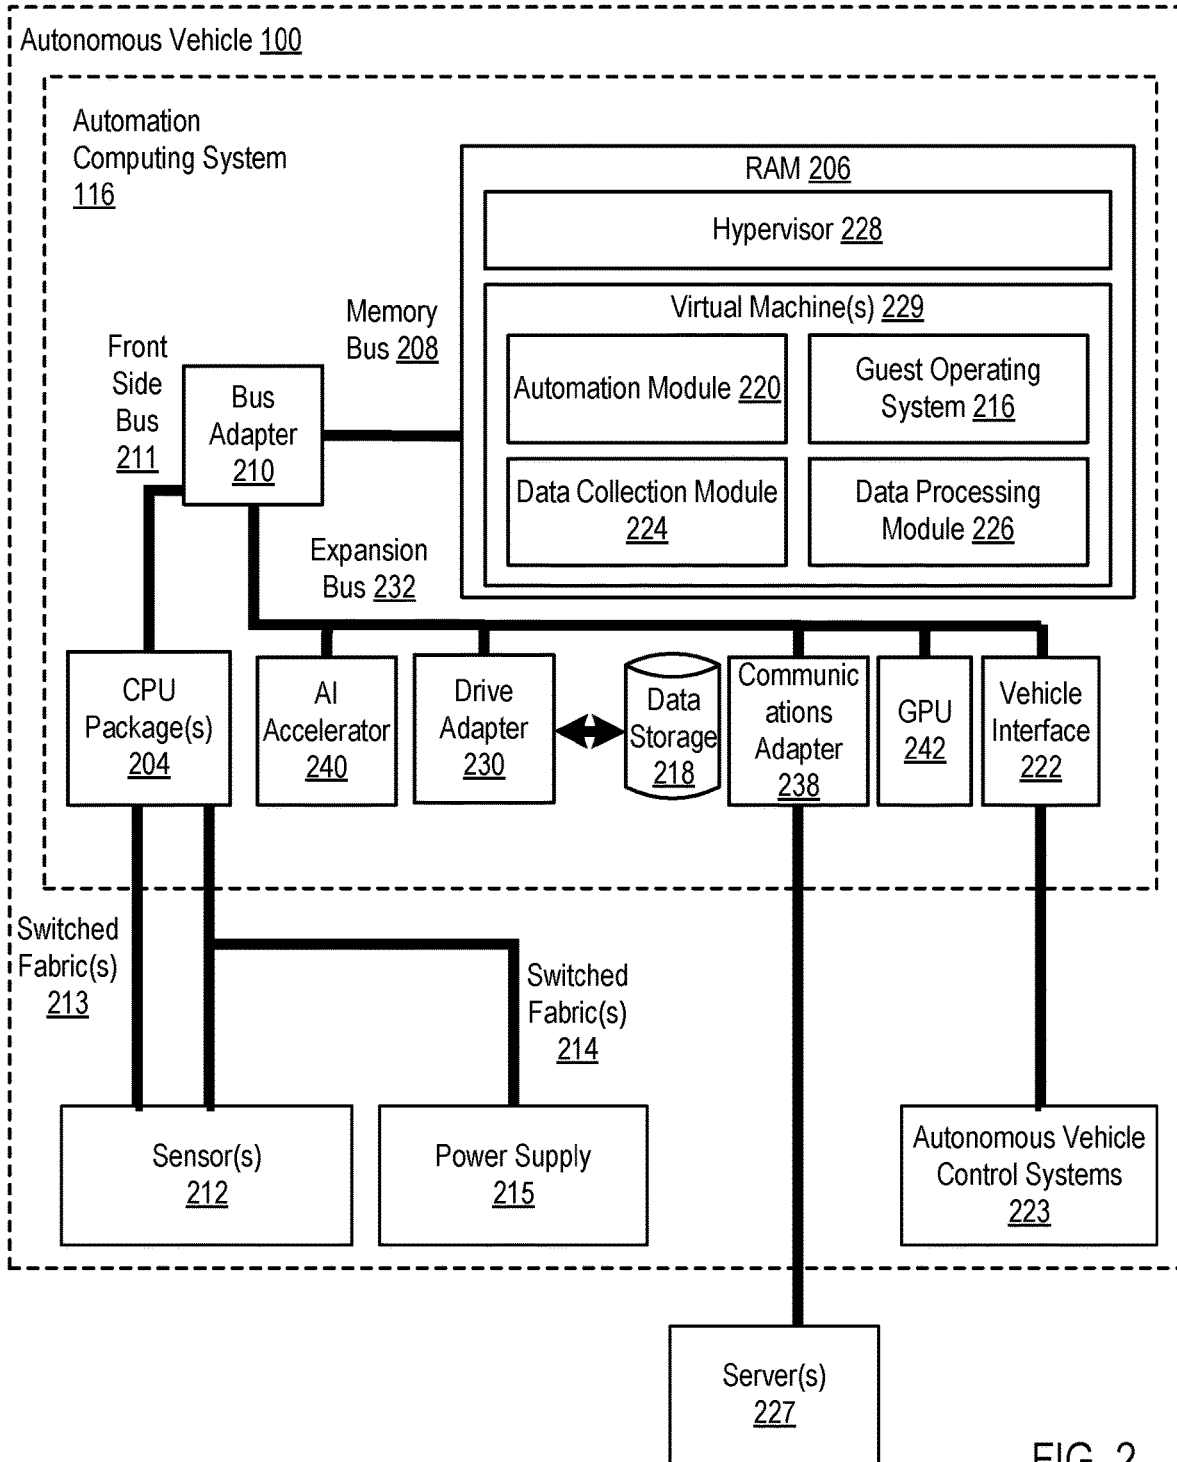 Autonomous Vehicle 100
Automation
Computing System
116
RAM 206
Hypervisor 228
Virtual Machine(s) 229
Automation Module 220
Guest Operating
System 216
Data Collection Module
224
Data Processing
Module 226
Memory
Bus 208
Front
Side
Bus
211
Bus
Adapter
210
Expansion
Bus 232
CPU
Package(s)
204
AI
Accelerator
240
Drive
Adapter
230
Data
Storage
218
Communic
ations
Adapter
238
GPU
242
Vehicle
Interface
222
Switched
Fabric(s)
213
Switched
Fabric(s)
214
Sensor(s)
212
Power Supply
215
Autonomous Vehicle
Control Systems
223
Server(s)
227
FIG. 2